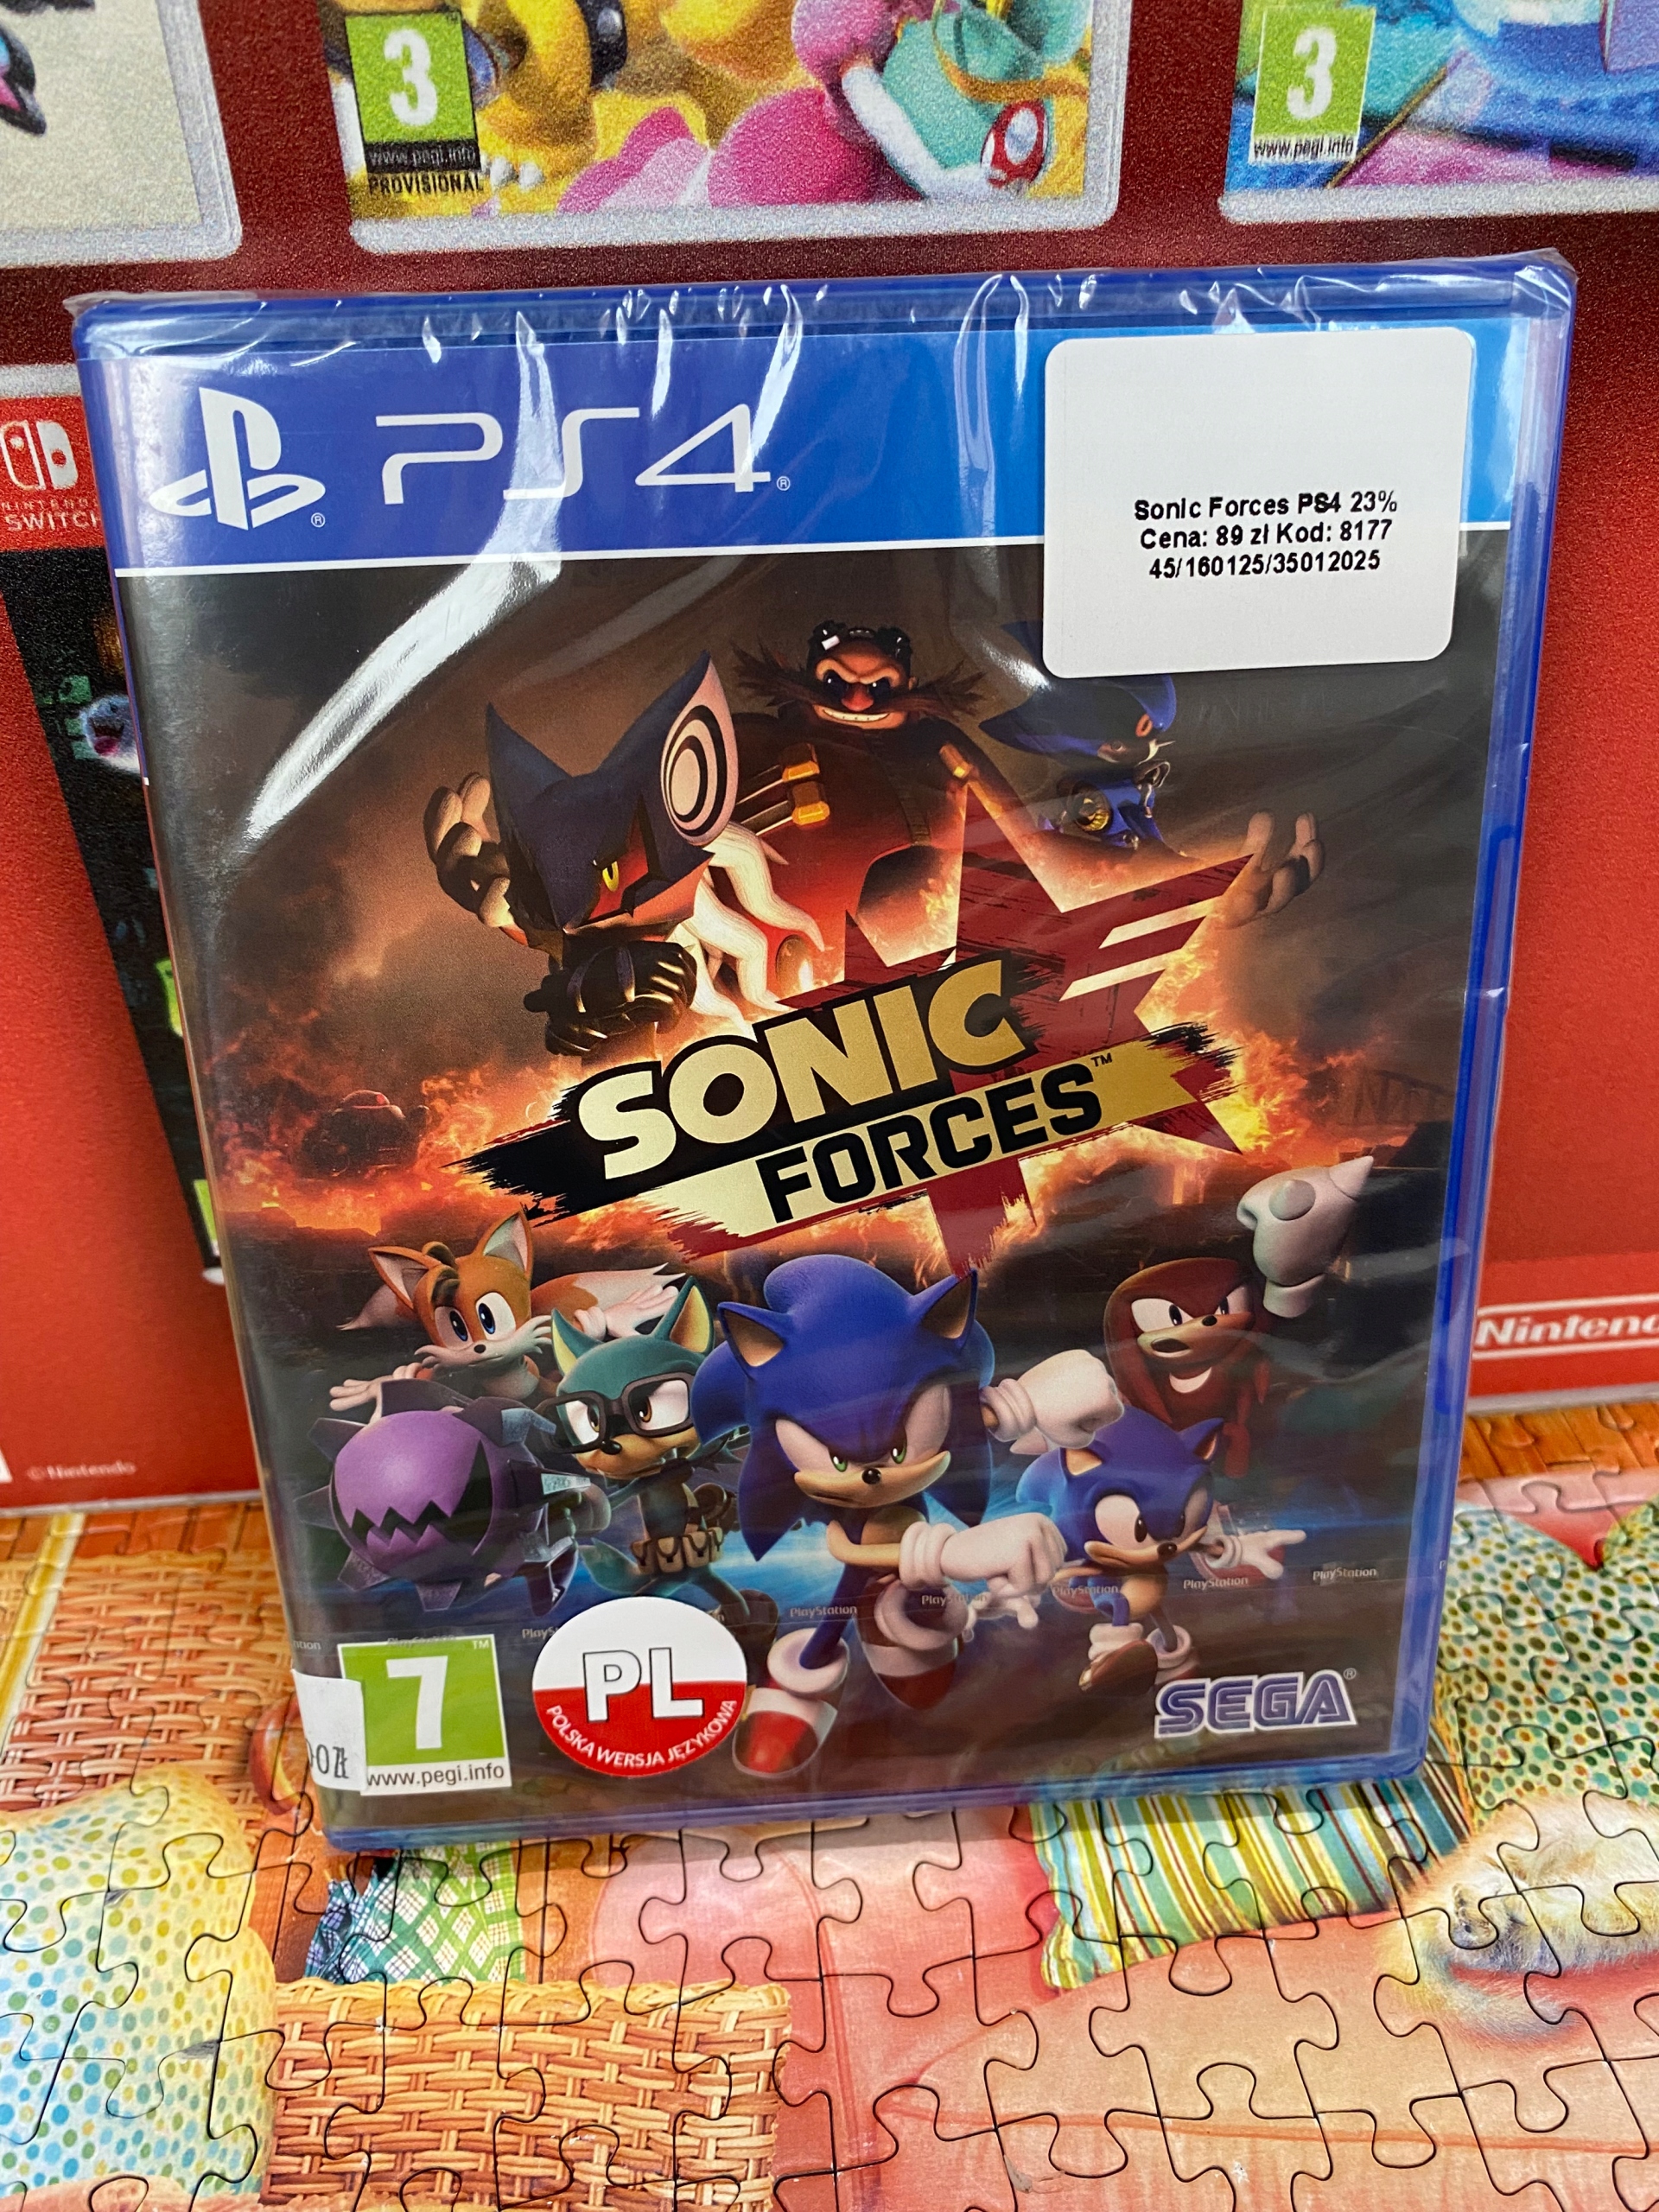 3
www.pegi.info
PROVISIONAL
3
www.pegi.info
NINTENDO
SWITCH
PS4®
®
Sonic Forces PS4 23%
Cena: 89 zł Kod: 8177
45/160125/35012025
SONIC
FORCES™
Nintendo
© Nintendo
PlayStation
PlayStation
PlayStation
PlayStation
7
www.pegi.info
PL
POLSKA WERSJA JĘZYKOWA
SEGA®